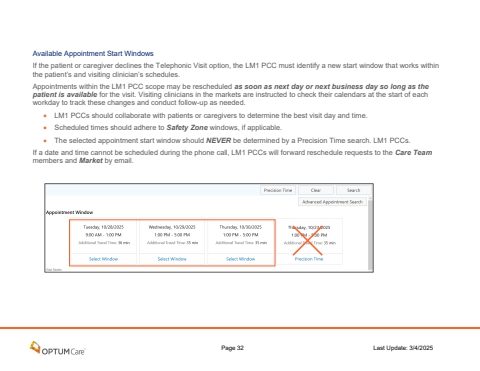 Available Appointment Start Windows
If the patient or caregiver declines the Telephonic Visit option, the LM1 PCC must identify a new start window that works within
the patient's and visiting clinician's schedules.
Appointments within the LM1 PCC scope may be rescheduled as soon as next day or next business day so long as the
patient is available for the visit. Visiting clinicians in the markets are instructed to check their calendars at the start of each
workday to track these changes and conduct follow-up as needed.
• LM1 PCCs should collaborate with patients or caregivers to determine the best visit day and time.
• Scheduled times should adhere to Safety Zone windows, if applicable.
• The selected appointment start window should NEVER be determined by a Precision Time search. LM1 PCCs.
If a date and time cannot be scheduled during the phone call, LM1 PCCs will forward reschedule requests to the Care Team
members and Market by email.
Precision Time Clear Search
Advanced Appointment Search
Appointment Window
Tuesday, 10/28/2025 Wednesday, 10/29/2025 Thursday, 10/30/2025 Thursday, 10/
9:00 AM - 1:00 PM 1:00 PM - 5:00 PM 1:00 PM - 5:00 PM 1:00 PM - 5:00 PM
Additional Travel Time: 36 min Additional Travel Time: 35 min Additional Travel Time: 35 min Additional Travel Time: 35 min
Select Window Select Window Select Window Precision Time
OPTUM Care Page 32 Last Update: 3/4/2025